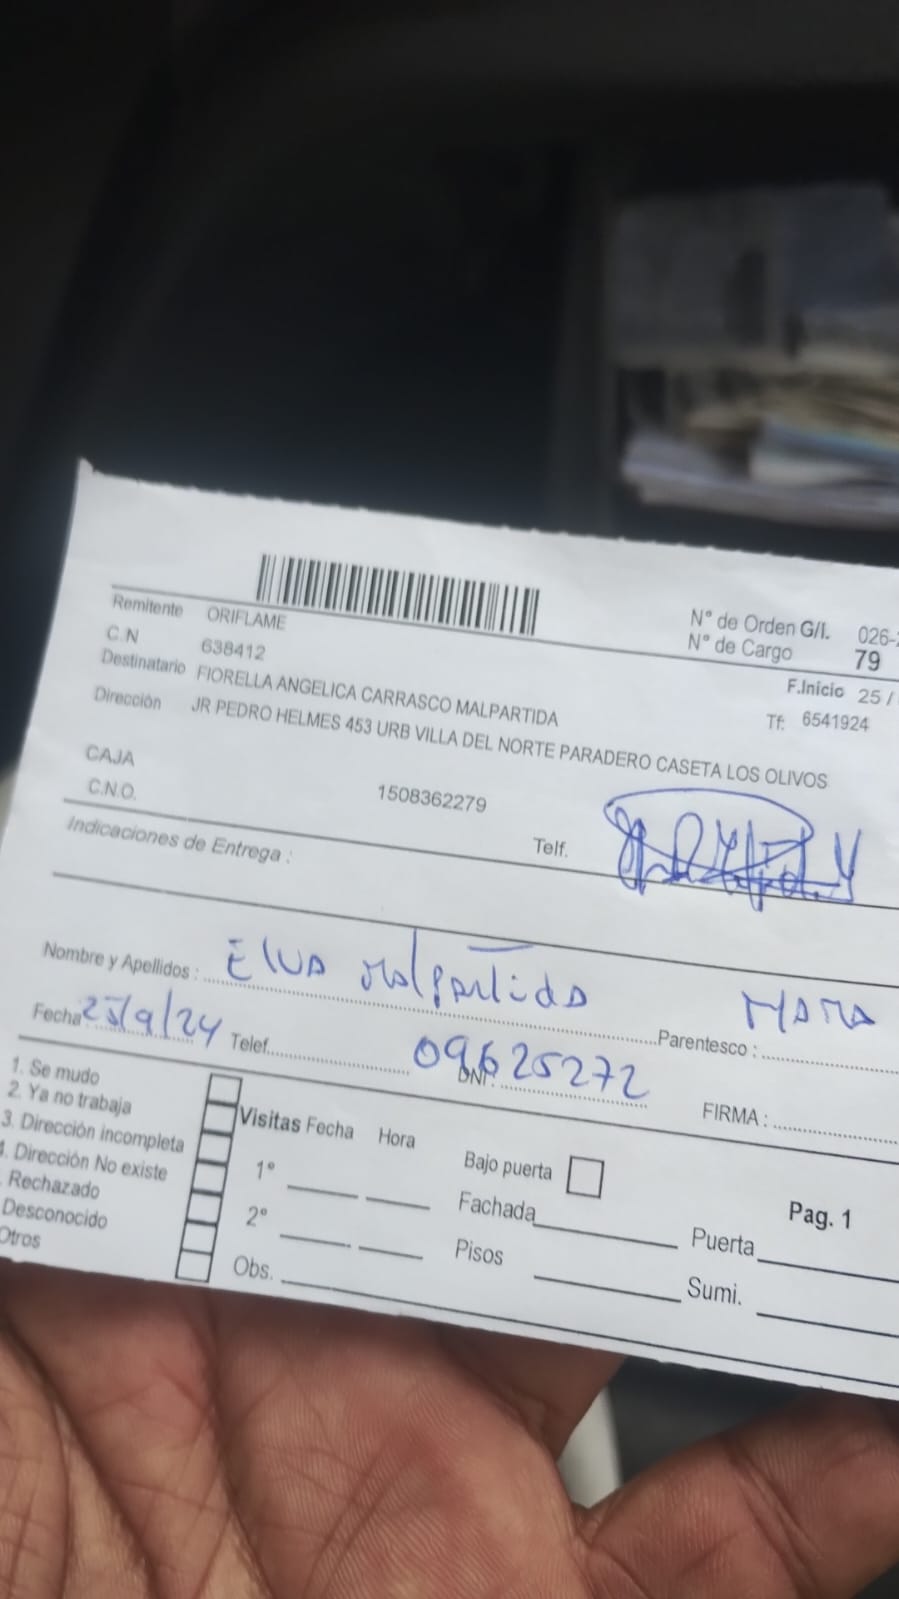 Remitente ORIFLAME
N° de Orden G/I. 026-
C.N 638412
N° de Cargo 79
Destinatario FIORELLA ANGELICA CARRASCO MALPARTIDA
F.Inicio 25 /
Dirección JR PEDRO HELMES 453 URB VILLA DEL NORTE PARADERO CASETA LOS OLIVOS
Tf: 6541924
CAJA
C.N.O. 1508362279
Telf.
Indicaciones de Entrega :
Nombre y Apellidos : Elva Malpartida
Parentesco : MAMA
Fecha: 25/9/24 Telef. DNI: 09625272
FIRMA :
1. Se mudo
2. Ya no trabaja
3. Dirección incompleta
. Dirección No existe
. Rechazado
Desconocido
Otros
Visitas Fecha Hora
1°
2°
Obs.
Bajo puerta
Fachada
Pisos
Pag. 1
Puerta
Sumi.